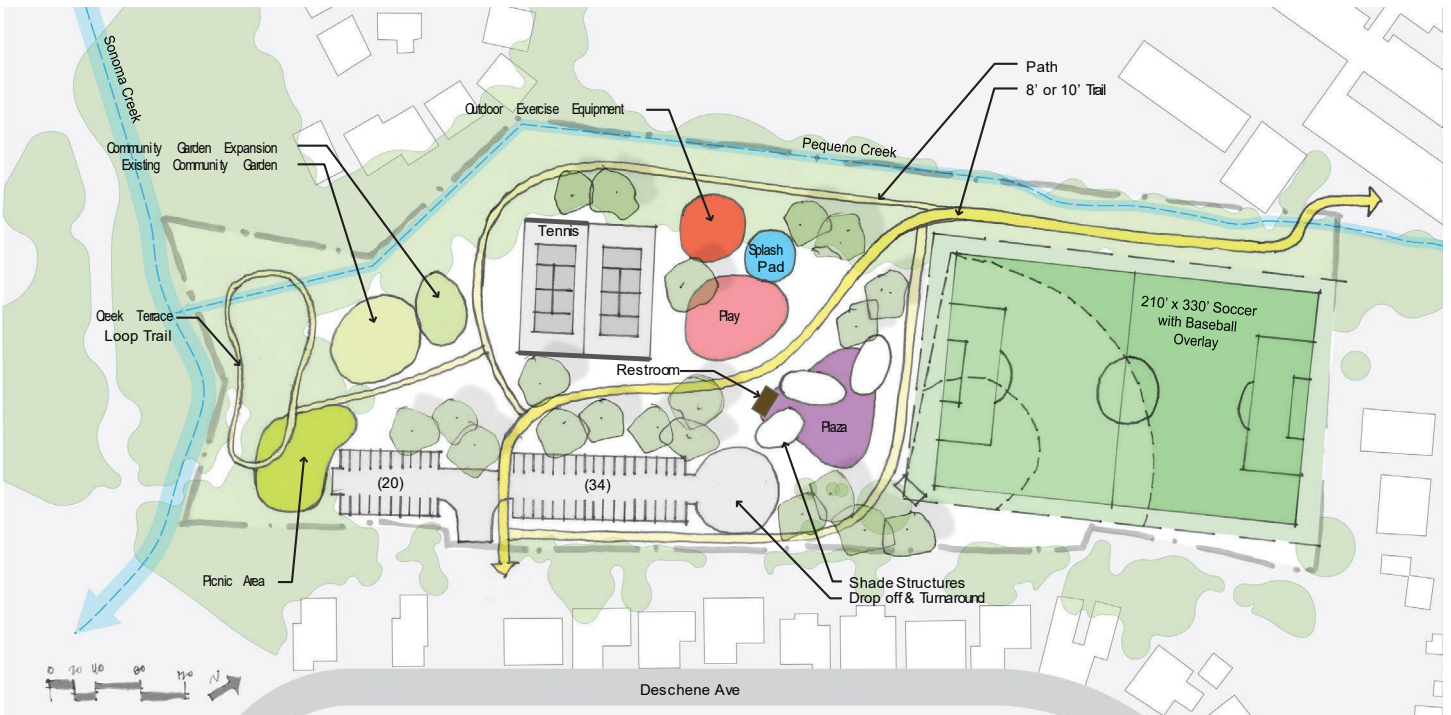 Sonoma Creek
Path
8' or 10' Trail
Outdoor Exercise Equipment
Pequeno Creek
Community Garden Expansion
Existing Community Garden
Tennis
Splash
Pad
Creek Terrace
Loop Trail
Play
210' x 330' Soccer
with Baseball
Overlay
Restroom
Plaza
(20)
(34)
Picnic Area
Shade Structures
Drop off & Turnaround
0 20 40 80 120
N
Deschene Ave